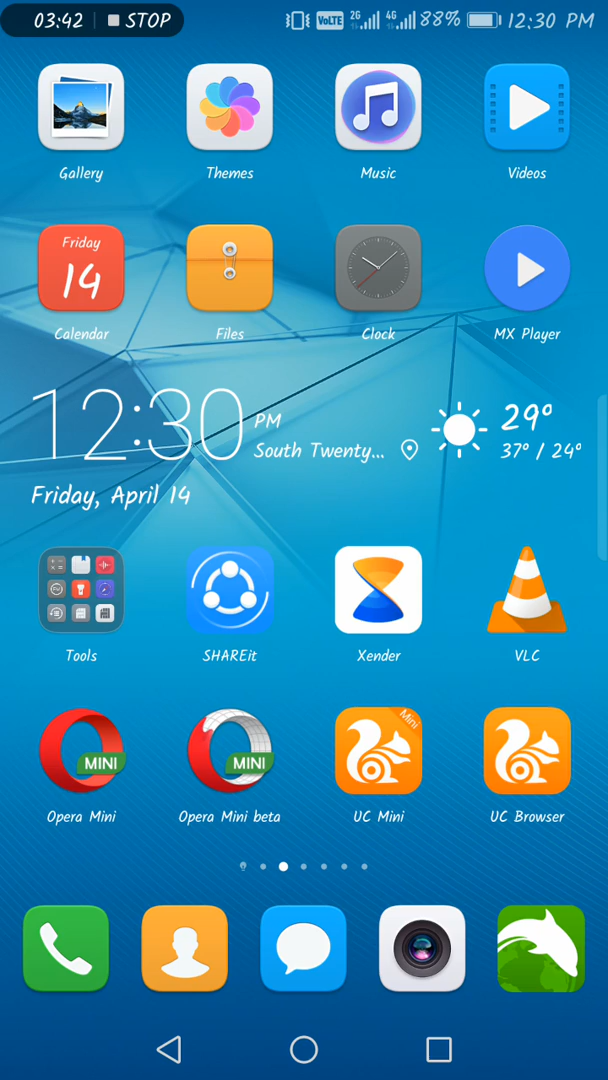 03:42 STOP VoLTE 2G 4G 88% 12:30 PM
Gallery Themes Music Videos
Friday
14
Calendar Files Clock MX Player
12:30 PM
South Twenty... 29°
37° / 24°
Friday, April 14
Tools SHAREit Xender VLC
MINI MINI Mini
Opera Mini Opera Mini beta UC Mini UC Browser